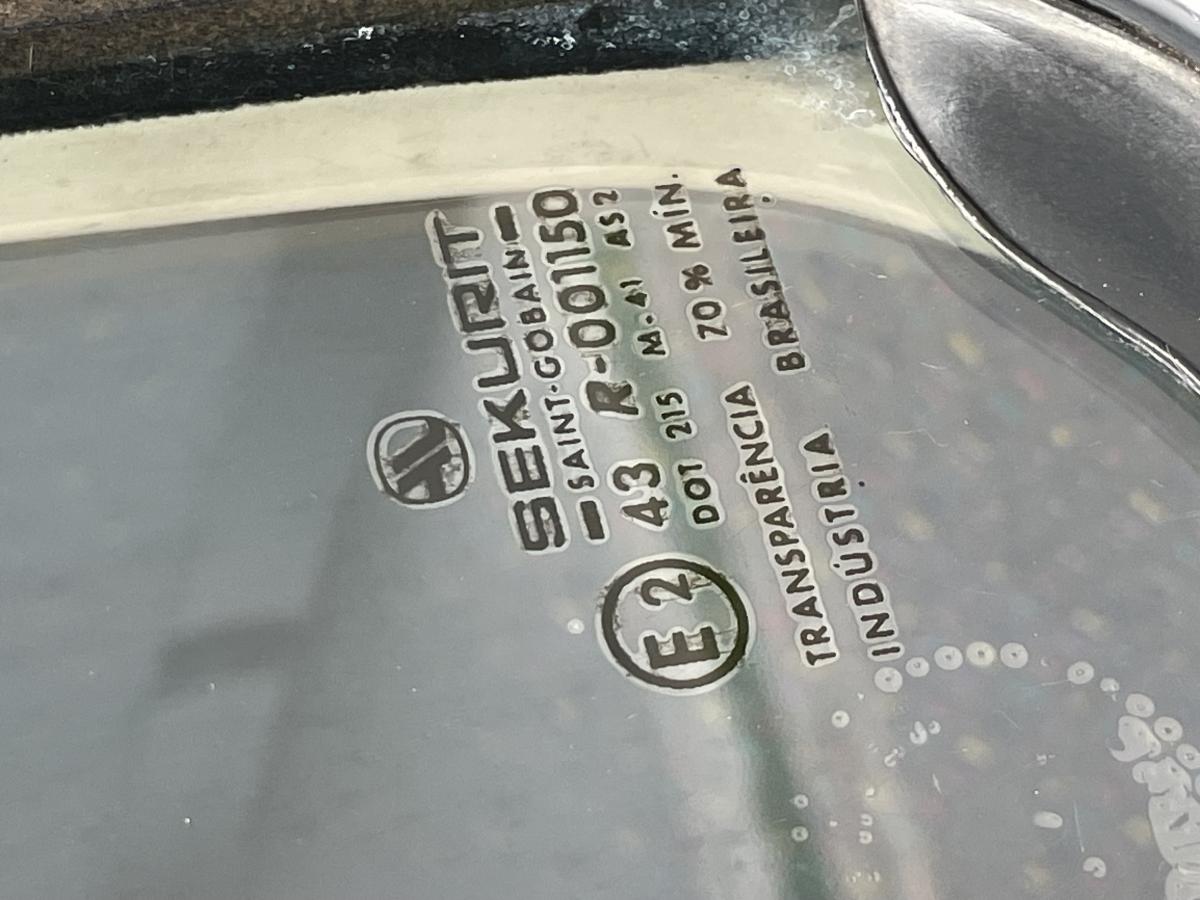 SEKURIT
SAINT-GOBAIN
43 R-001150
E2
DOT 215 M-41 AS2
TRANSPARÊNCIA 70% MÍN.
INDÚSTRIA BRASILEIRA